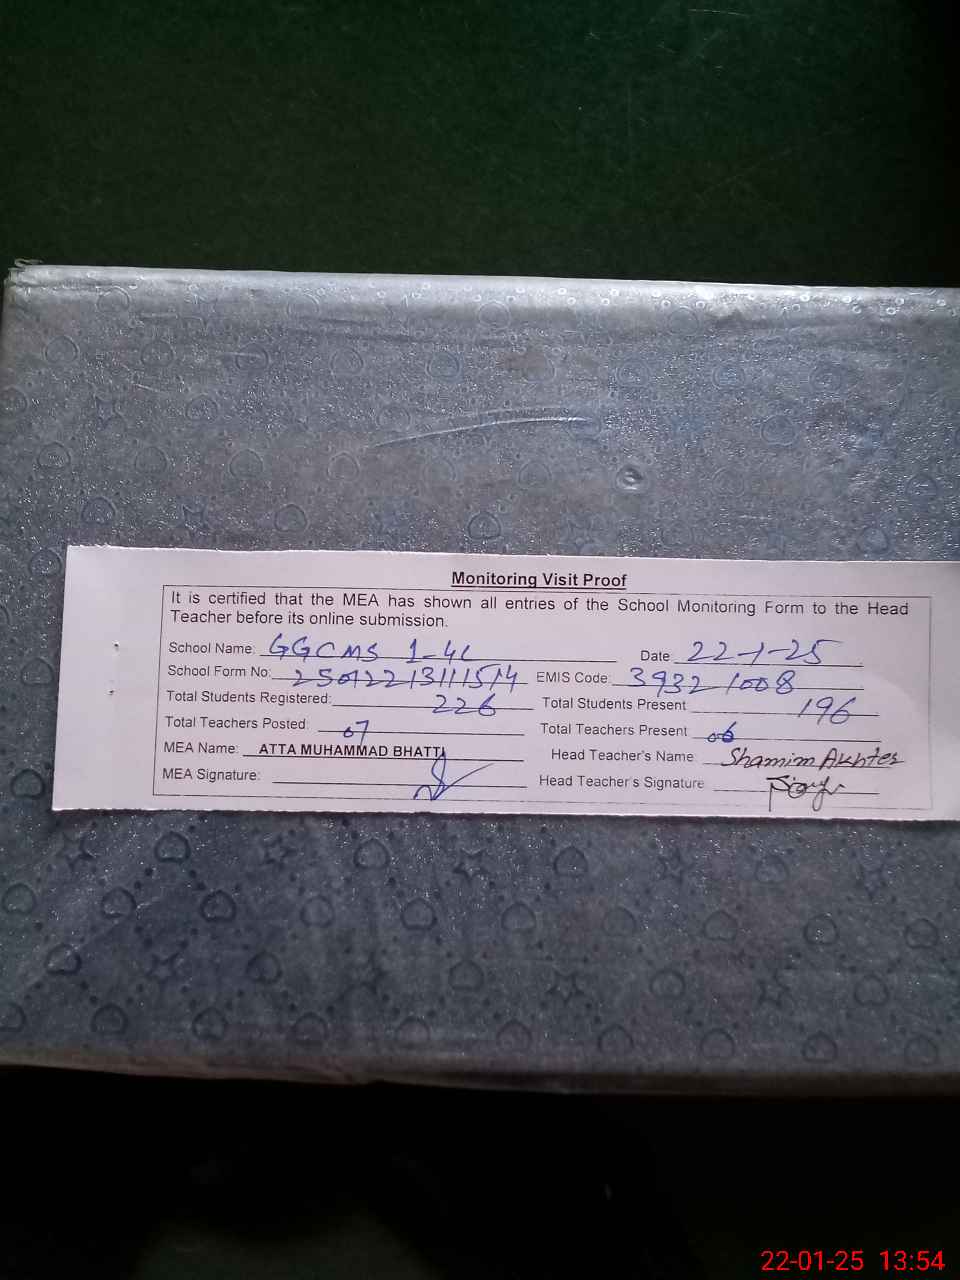 Monitoring Visit Proof
It is certified that the MEA has shown all entries of the School Monitoring Form to the Head
Teacher before its online submission.
School Name: GGCMS 1-4L Date: 22-1-25
School Form No: 25012213111514 EMIS Code: 39321008
Total Students Registered: 226 Total Students Present 196
Total Teachers Posted: 07 Total Teachers Present 06
MEA Name: ATTA MUHAMMAD BHATTI Head Teacher's Name: Shamim Akhter
MEA Signature: Head Teacher's Signature
22-01-25 13:54